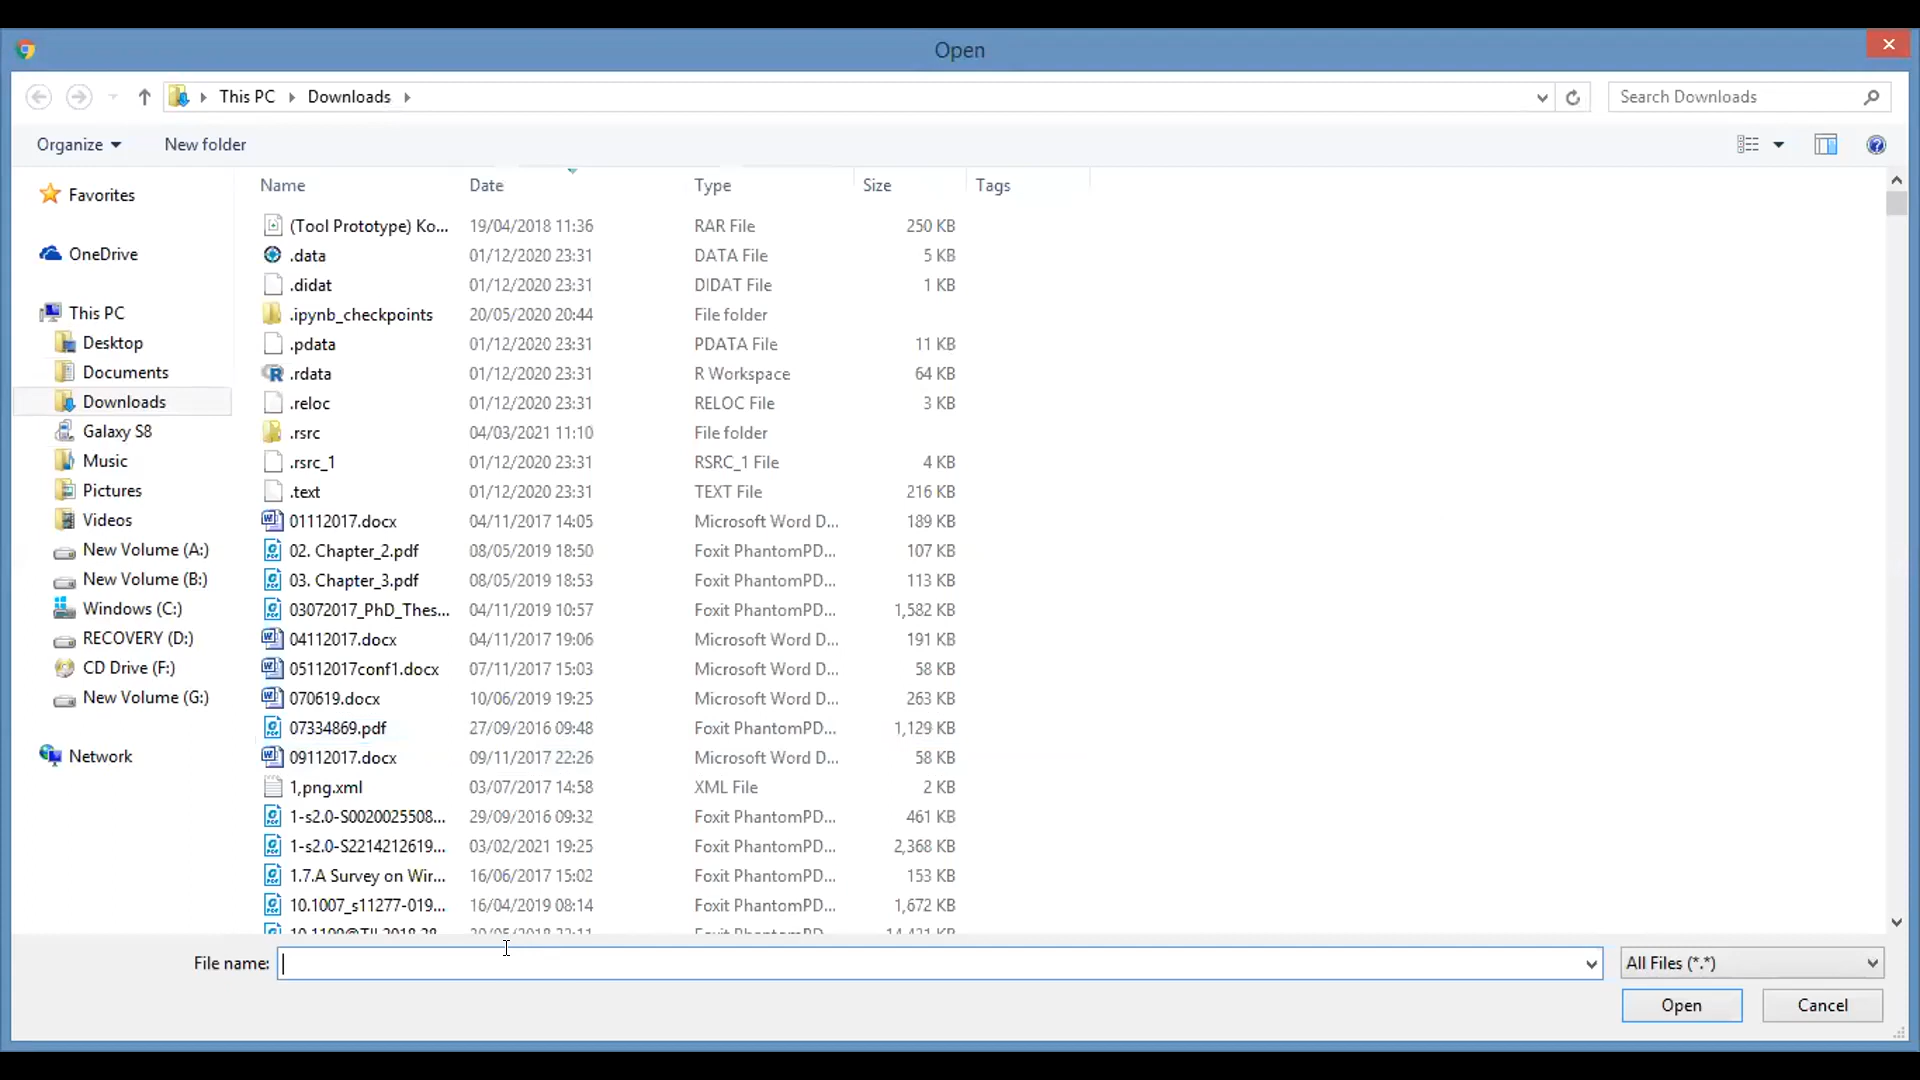 Open
This PC Downloads
Search Downloads
Organize New folder
Name Date Type Size Tags
Favorites
OneDrive
This PC
Desktop
Documents
Downloads
Galaxy S8
Music
Pictures
Videos
New Volume (A:)
New Volume (B:)
Windows (C:)
RECOVERY (D:)
CD Drive (F:)
New Volume (G:)
Network
(Tool Prototype) Ko... 19/04/2018 11:36 RAR File 250 KB
.data 01/12/2020 23:31 DATA File 5 KB
.didat 01/12/2020 23:31 DIDAT File 1 KB
.ipynb_checkpoints 20/05/2020 20:44 File folder
.pdata 01/12/2020 23:31 PDATA File 11 KB
.rdata 01/12/2020 23:31 R Workspace 64 KB
.reloc 01/12/2020 23:31 RELOC File 3 KB
.rsrc 04/03/2021 11:10 File folder
.rsrc_1 01/12/2020 23:31 RSRC_1 File 4 KB
.text 01/12/2020 23:31 TEXT File 216 KB
01112017.docx 04/11/2017 14:05 Microsoft Word D... 189 KB
02. Chapter_2.pdf 08/05/2019 18:50 Foxit PhantomPD... 107 KB
03. Chapter_3.pdf 08/05/2019 18:53 Foxit PhantomPD... 113 KB
03072017_PhD_Thes... 04/11/2019 10:57 Foxit PhantomPD... 1,582 KB
04112017.docx 04/11/2017 19:06 Microsoft Word D... 191 KB
05112017conf1.docx 07/11/2017 15:03 Microsoft Word D... 58 KB
070619.docx 10/06/2019 19:25 Microsoft Word D... 263 KB
07334869.pdf 27/09/2016 09:48 Foxit PhantomPD... 1,129 KB
09112017.docx 09/11/2017 22:26 Microsoft Word D... 58 KB
1,png.xml 03/07/2017 14:58 XML File 2 KB
1-s2.0-S0020025508... 29/09/2016 09:32 Foxit PhantomPD... 461 KB
1-s2.0-S2214212619... 03/02/2021 19:25 Foxit PhantomPD... 2,368 KB
1.7.A Survey on Wir... 16/06/2017 15:02 Foxit PhantomPD... 153 KB
10.1007_s11277-019... 16/04/2019 08:14 Foxit PhantomPD... 1,672 KB
File name:
All Files (*.*)
Open Cancel